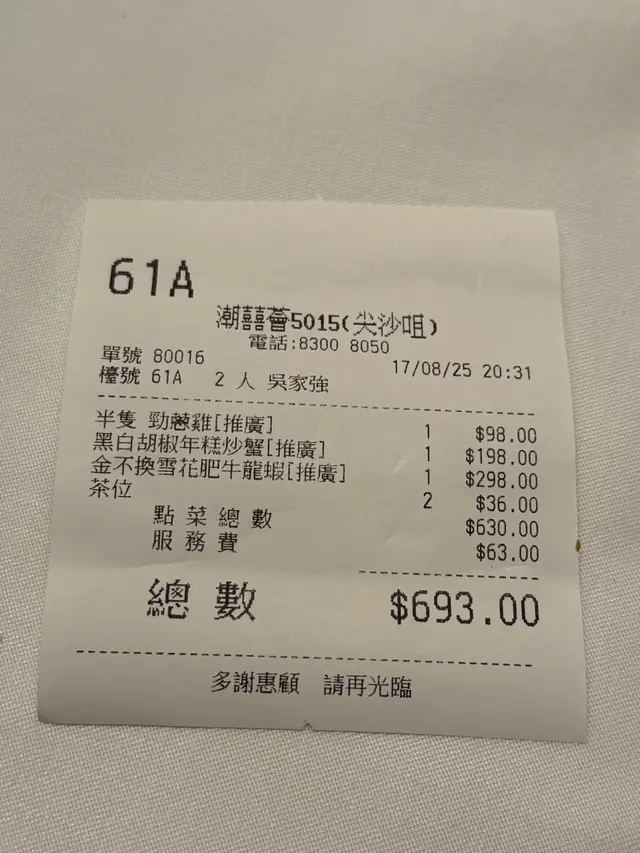 61A
潮囍薈5015(尖沙咀)
電話:8300 8050
單號 80016 17/08/25 20:31
檯號 61A 2 人 吳家強
半隻 勁蔥雞[推廣] 1 $98.00
黑白胡椒年糕炒蟹[推廣] 1 $198.00
金不換雪花肥牛龍蝦[推廣] 1 $298.00
茶位 2 $36.00
點菜總數 $630.00
服務費 $63.00
總數 $693.00
多謝惠顧 請再光臨